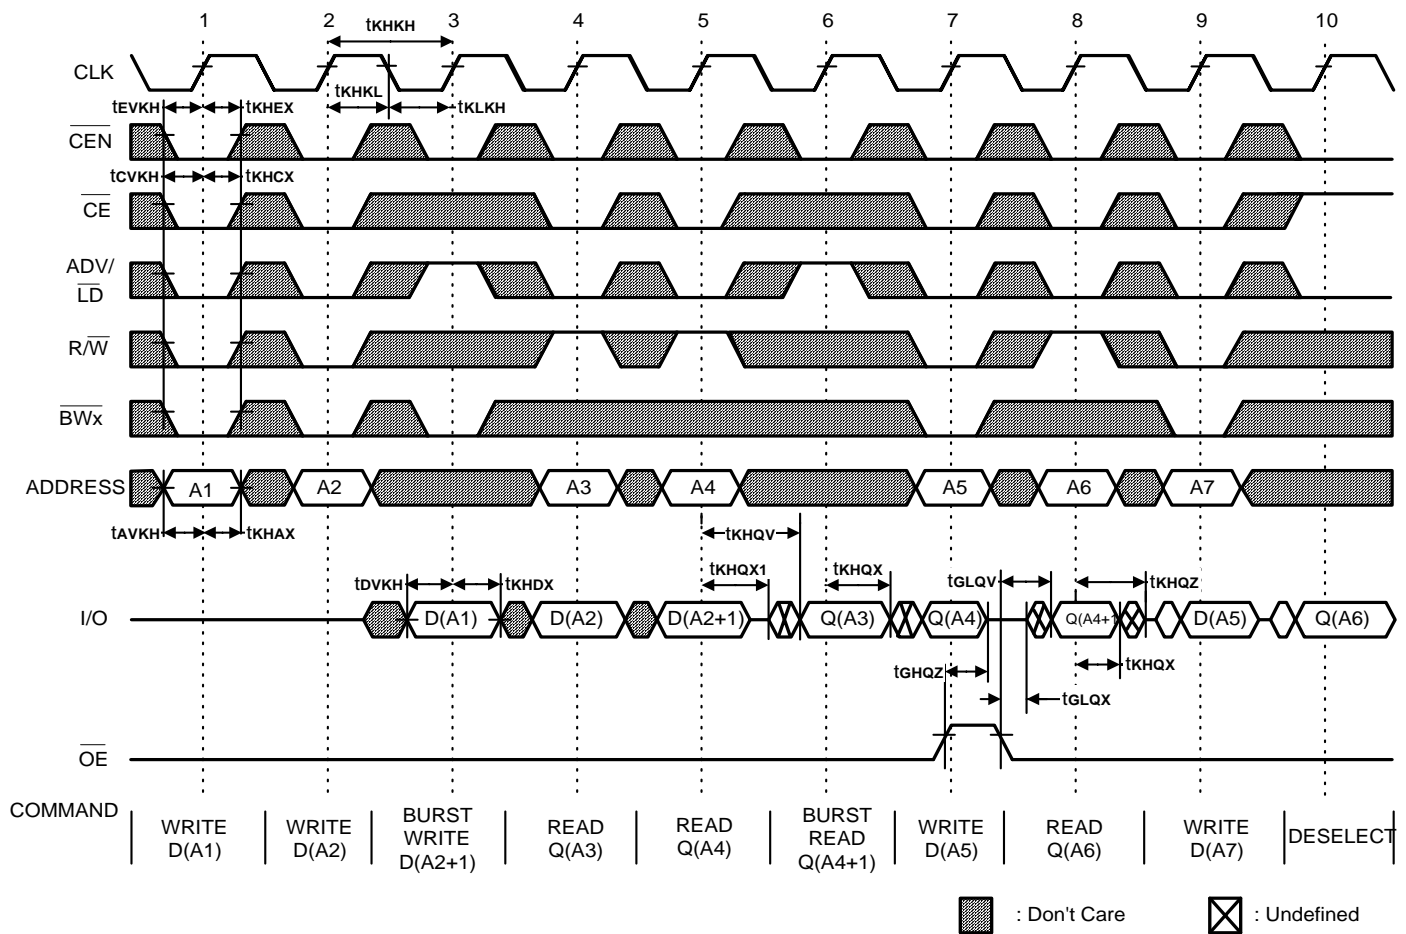 1 2 3 4 5 6 7 8 9 10
tKHKH
CLK
tKHKL
tEVKH tKHEX tKLKH
CEN
tCVKH tKHCX
CE
ADV/
LD
R/W
BWx
ADDRESS A1 A2 A3 A4 A5 A6 A7
tAVKH tKHAX tKHQV
tDVKH tKHDX tKHQX1 tKHQX tGLQV tKHQZ
I/O D(A1) D(A2) D(A2+1) Q(A3) Q(A4) Q(A4+1 D(A5) Q(A6)
tGHQZ tKHQX
tGLQX
OE
COMMAND
WRITE
D(A1)
WRITE
D(A2)
BURST
WRITE
D(A2+1)
READ
Q(A3)
READ
Q(A4)
BURST
READ
Q(A4+1)
WRITE
D(A5)
READ
Q(A6)
WRITE
D(A7)
DESELECT
: Don't Care : Undefined